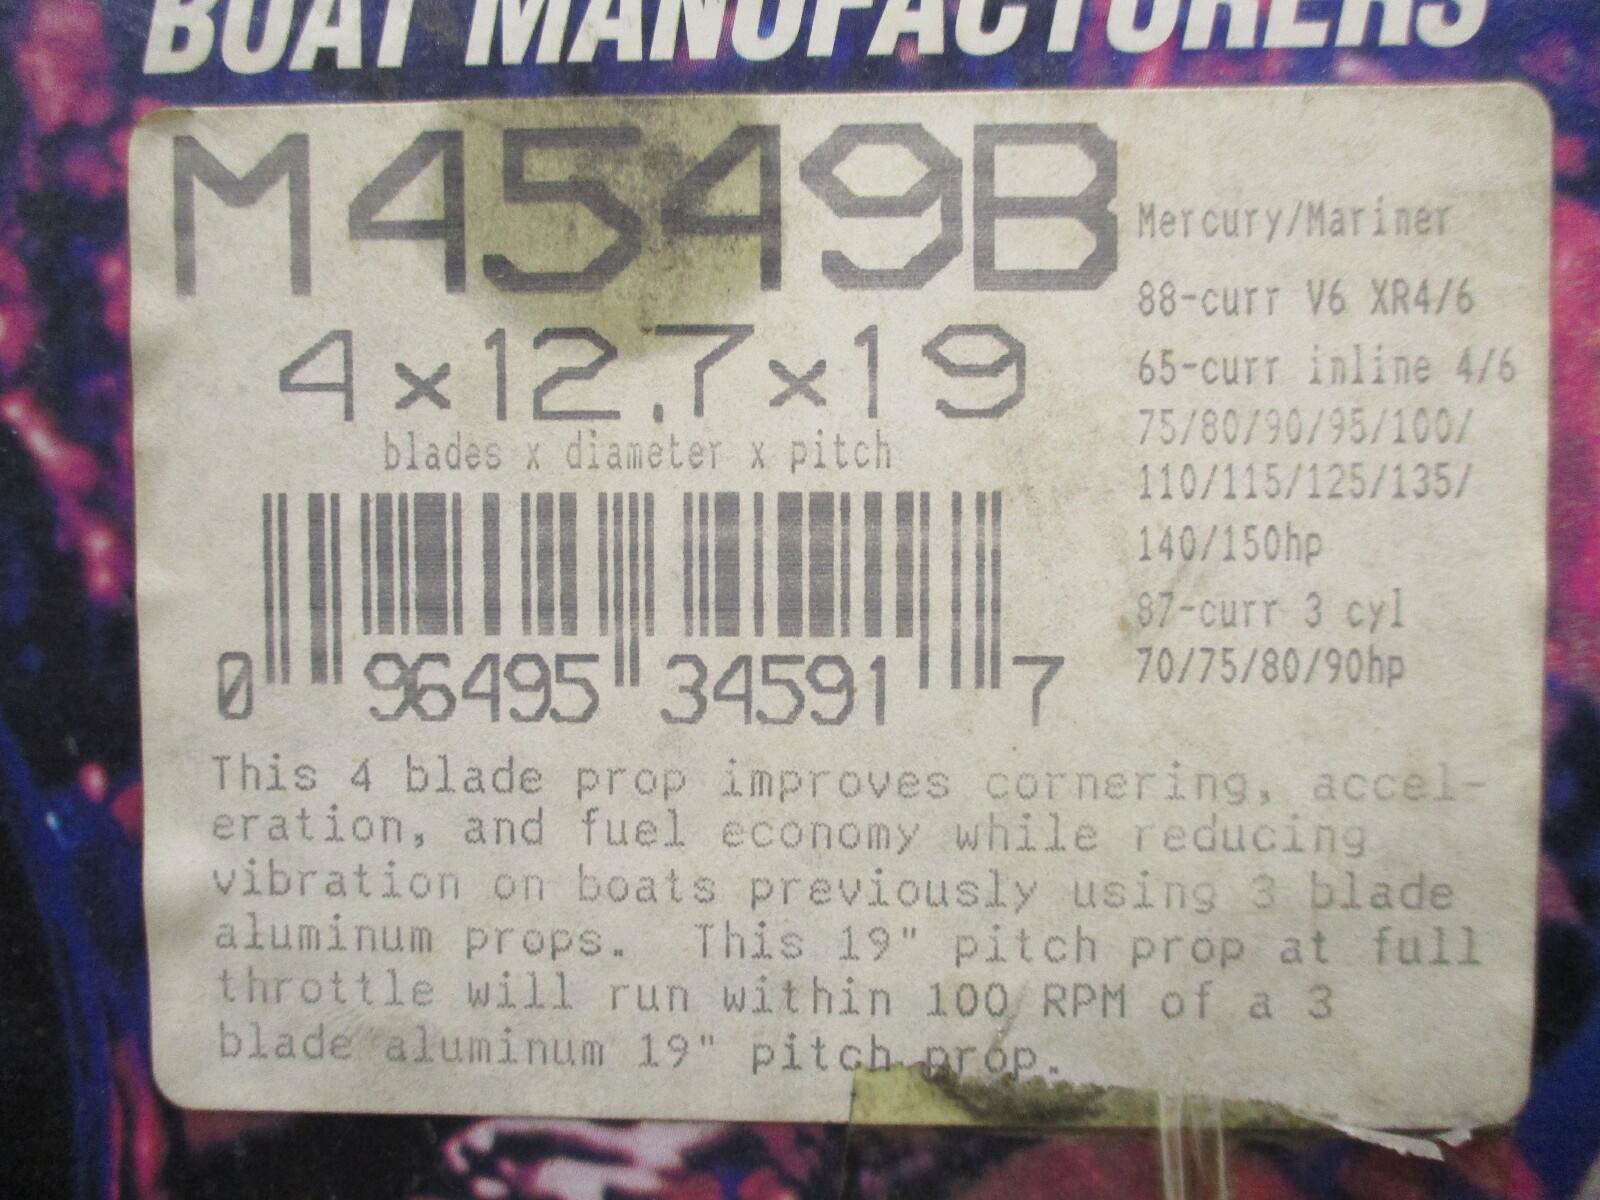 BOAT MANUFACTURERS
M4549B
4x12.7x19
blades x diameter x pitch
0 96495 34591 7
Mercury/Mariner
88-curr V6 XR4/6
65-curr inline 4/6
75/80/90/95/100/
110/115/125/135/
140/150hp
87-curr 3 cyl
70/75/80/90hp
This 4 blade prop improves cornering, accel-
eration, and fuel economy while reducing
vibration on boats previously using 3 blade
aluminum props.  This 19" pitch prop at full
throttle will run within 100 RPM of a 3
blade aluminum 19" pitch prop.